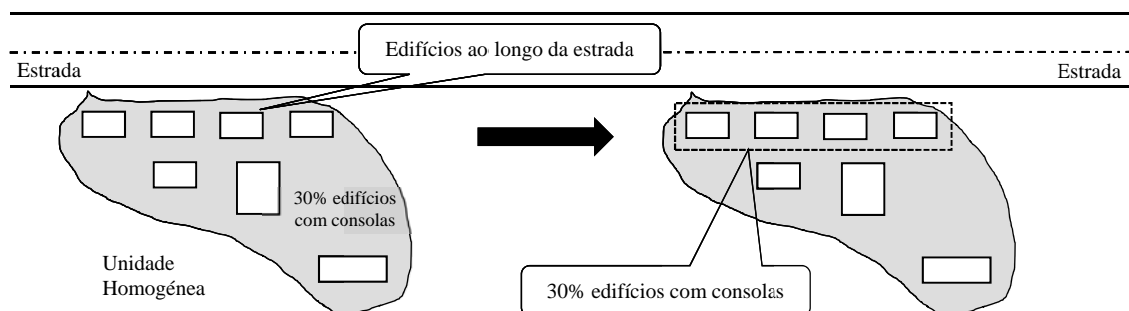 Edifícios ao longo da estrada
Estrada
Estrada
30% edifícios
com consolas
Unidade
Homogénea
30% edifícios com consolas